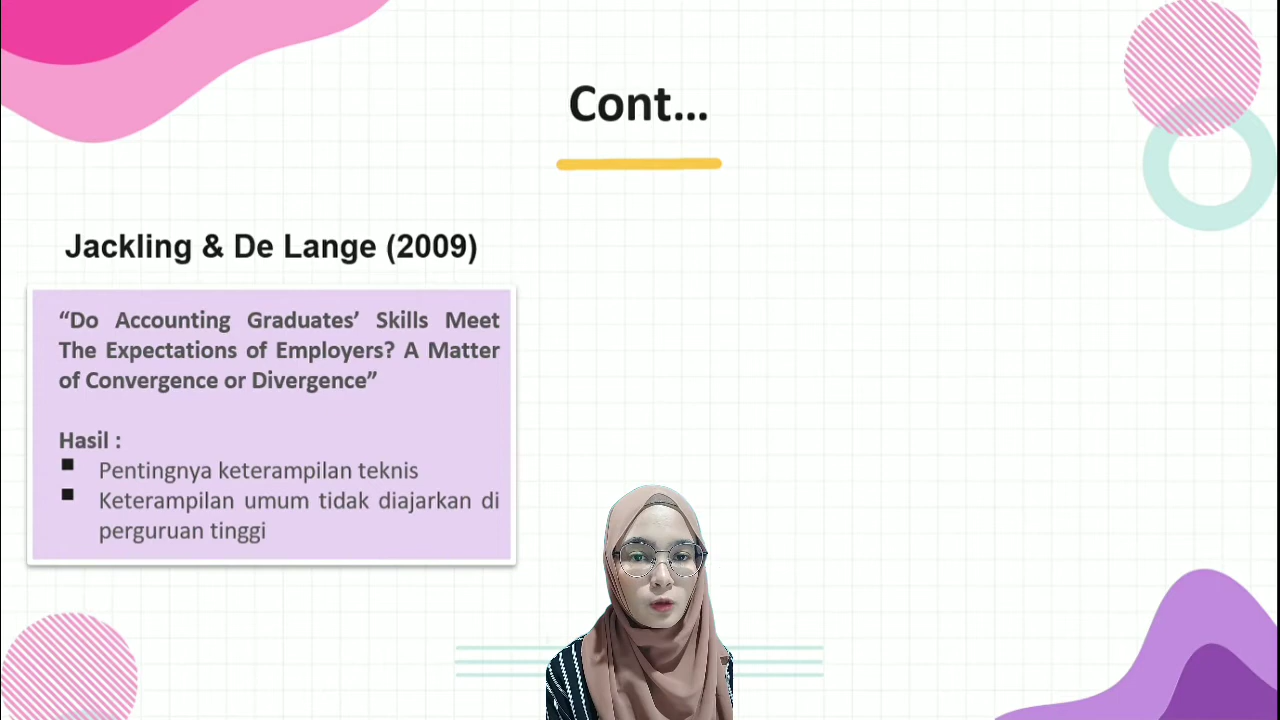 Cont...
Jackling & De Lange (2009)
“Do Accounting Graduates’ Skills Meet
The Expectations of Employers? A Matter
of Convergence or Divergence”
Hasil :
▪ Pentingnya keterampilan teknis
▪ Keterampilan umum tidak diajarkan di
perguruan tinggi